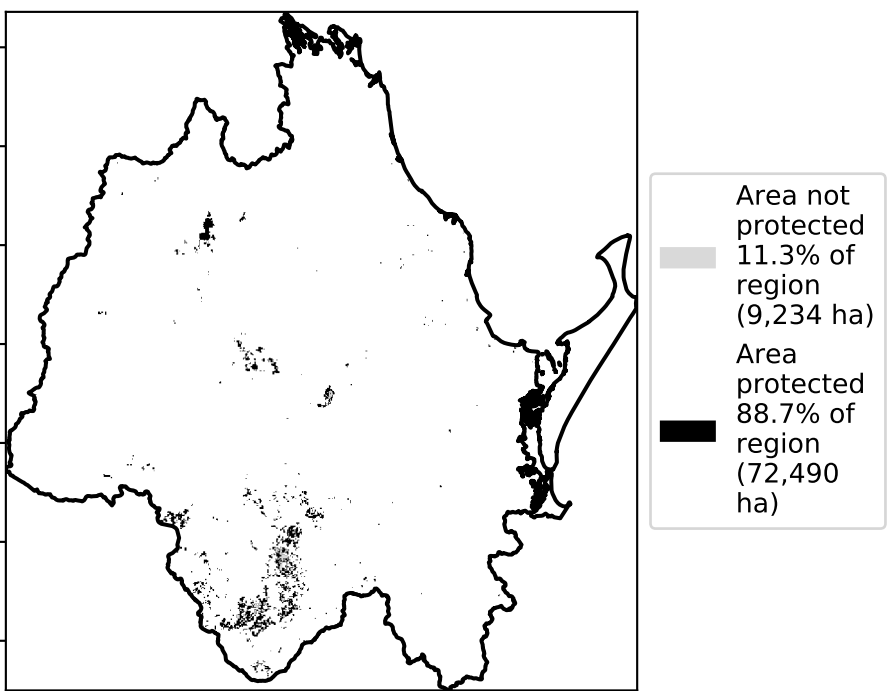 Area not
protected
11.3% of
region
(9,234 ha)
Area
protected
88.7% of
region
(72,490
ha)